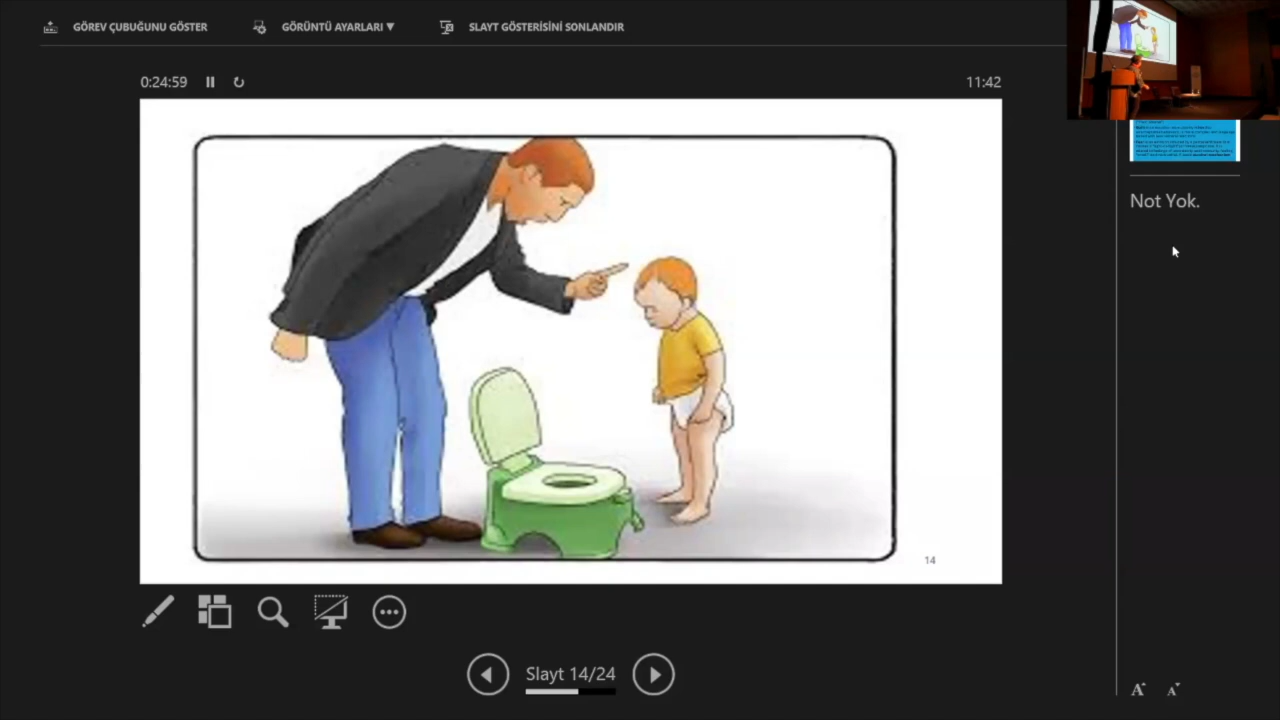 GÖREV ÇUBUĞUNU GÖSTER
GÖRÜNTÜ AYARLARI ▼
SLAYT GÖSTERİSİNİ SONLANDIR
0:24:59
11:42
14
Not Yok.
Slayt 14/24
A
A